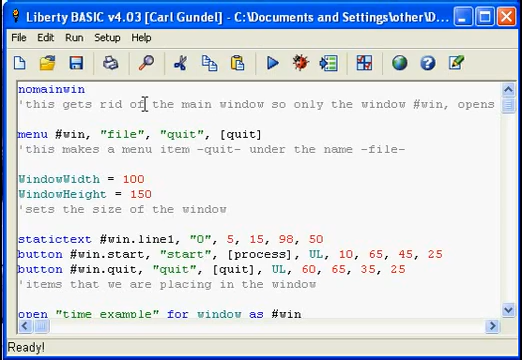 Liberty BASIC v4.03 [Carl Gundel] - C:\Documents and Settings\other\D...
File Edit Run Setup Help
nomainwin
'this gets rid of the main window so only the window #win, opens
menu #win, "file", "quit", [quit]
'this makes a menu item -quit- under the name -file-
WindowWidth = 100
WindowHeight = 150
'sets the size of the window
statictext #win.line1, "0", 5, 15, 98, 50
button #win.start, "start", [process], UL, 10, 65, 45, 25
button #win.quit, "quit", [quit], UL, 60, 65, 35, 25
'items that we are placing in the window
open "time example" for window as #win
Ready!